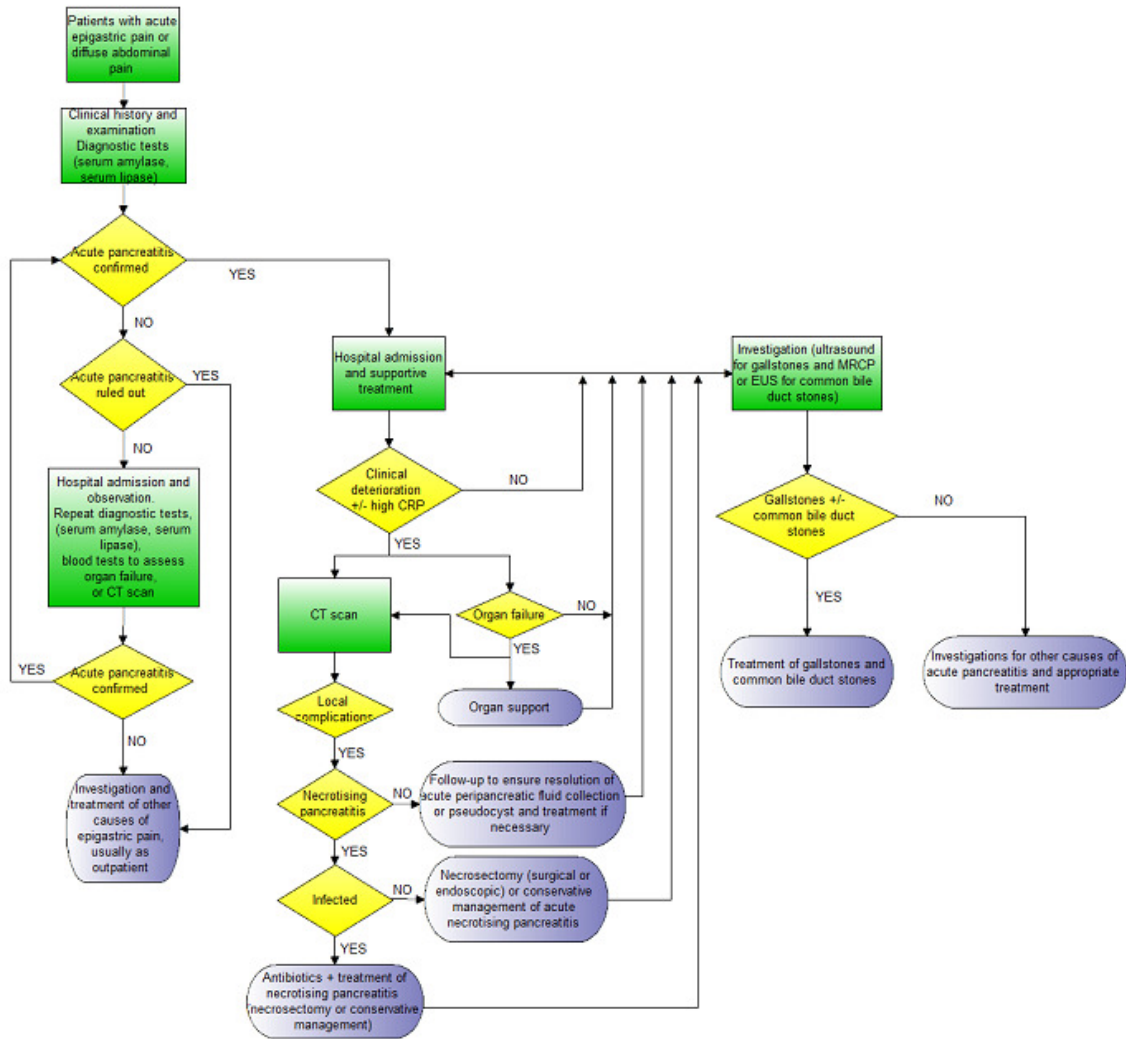 Patients with acute
epigastric pain or
diffuse abdominal
pain
Clinical history and
examination
Diagnostic tests
(serum amylase,
serum lipase)
Acute pancreatitis
confirmed
YES
NO
Acute pancreatitis
ruled out
YES
NO
Hospital admission and
observation.
Repeat diagnostic tests,
(serum amylase, serum
lipase),
blood tests to assess
organ failure,
or CT scan
Acute pancreatitis
confirmed
YES
NO
Investigation and
treatment of other
causes of
epigastric pain,
usually as
outpatient
Hospital admission
and supportive
treatment
Clinical
deterioration
+/- high CRP
NO
YES
CT scan
Organ failure
NO
YES
Organ support
Local
complications
YES
Necrotising
pancreatitis
NO
Follow-up to ensure resolution of
acute peripancreatic fluid collection
or pseudocyst and treatment if
necessary
YES
Infected
NO
Necrosectomy (surgical or
endoscopic) or conservative
management of acute
necrotising pancreatitis
YES
Antibiotics + treatment of
necrotising pancreatitis
(necrosectomy or conservative
management)
Investigation (ultrasound
for gallstones and MRCP
or EUS for common bile
duct stones)
Gallstones +/-
common bile duct
stones
NO
YES
Treatment of gallstones and
common bile duct stones
Investigations for other causes of
acute pancreatitis and appropriate
treatment